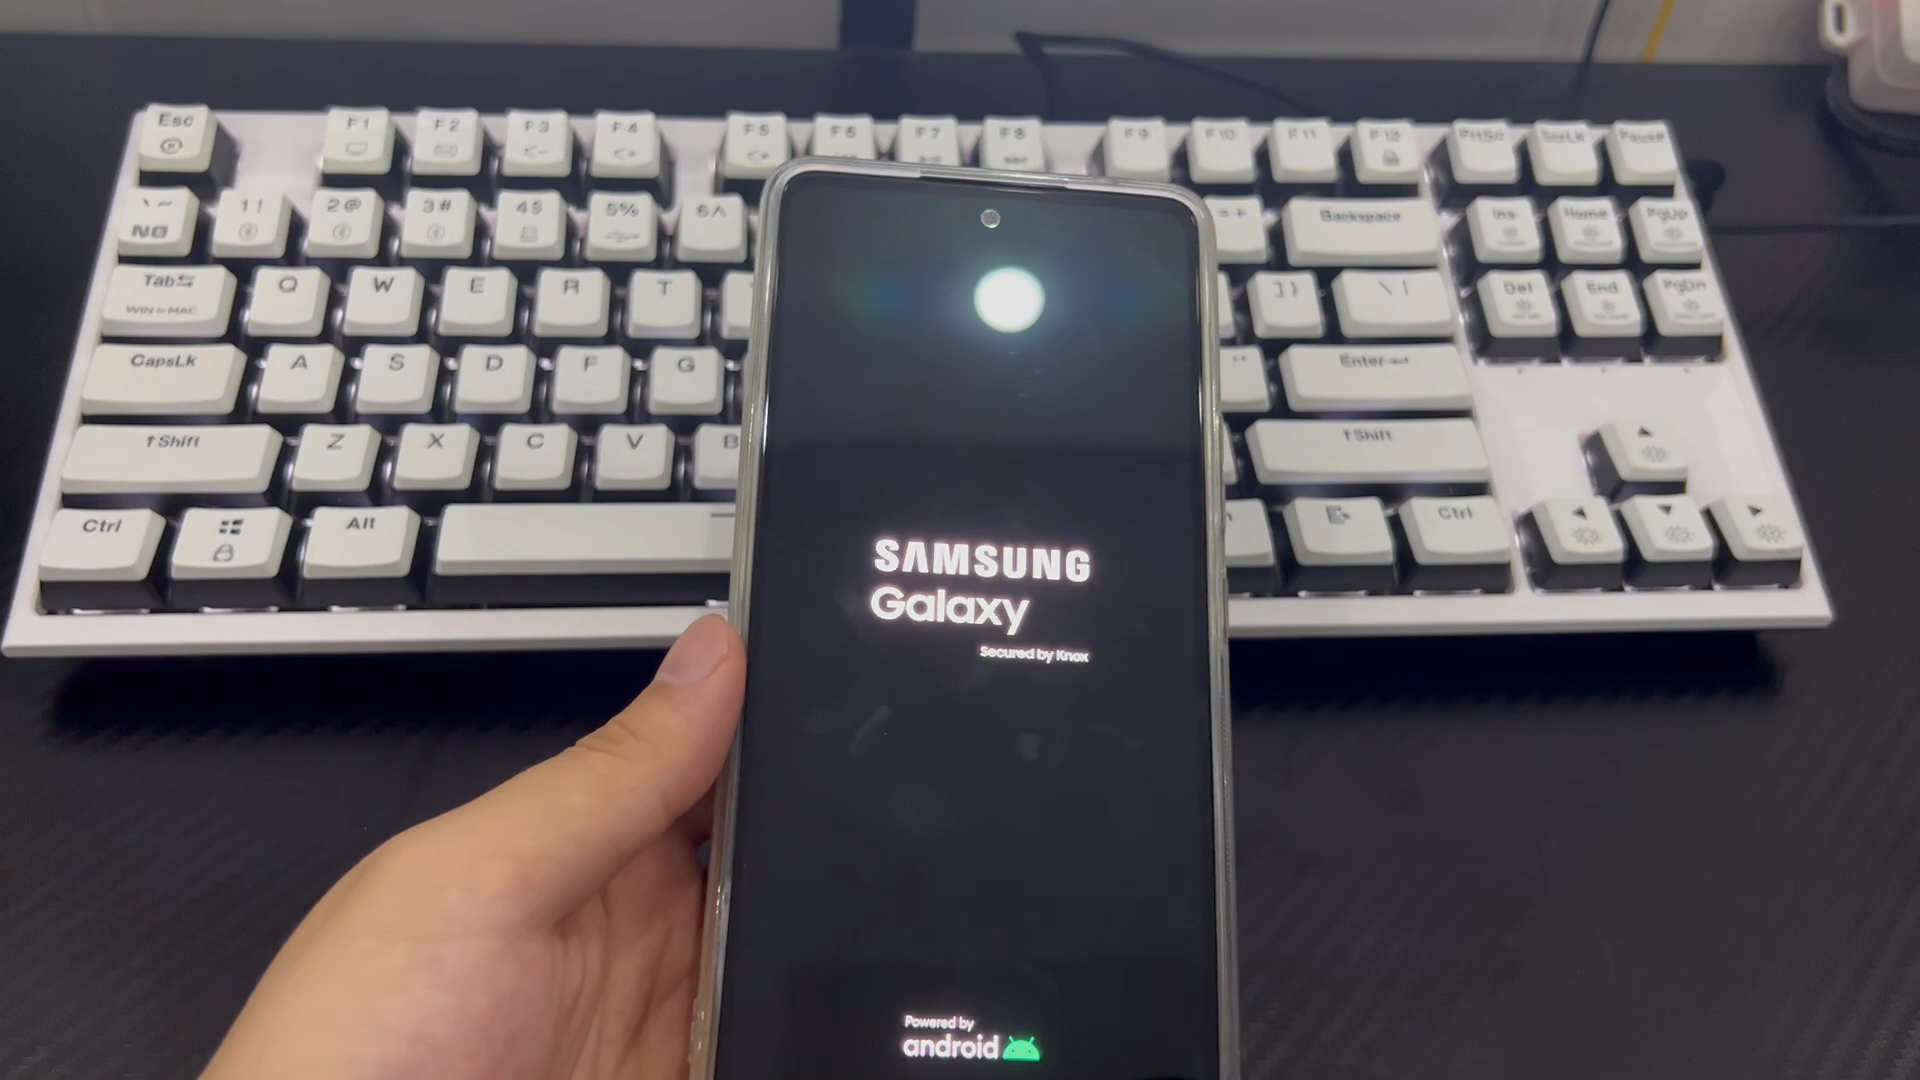 Esc
F1
F2
F3
F4
F5
F6
F7
F8
F9
F10
F11
F12
PrtSc
ScrLk
Pause
1 !
2 @
3 #
4 $
5 %
6 ^
= +
Backspace
Ins
Home
PgUp
Tab
WIN MAC
Q
W
E
R
T
] }
\ |
Del
End
PgDn
CapsLk
A
S
D
F
G
Enter
Shift
Z
X
C
V
B
Shift
Ctrl
Alt
Ctrl
SAMSUNG
Galaxy
Secured by Knox
Powered by
android